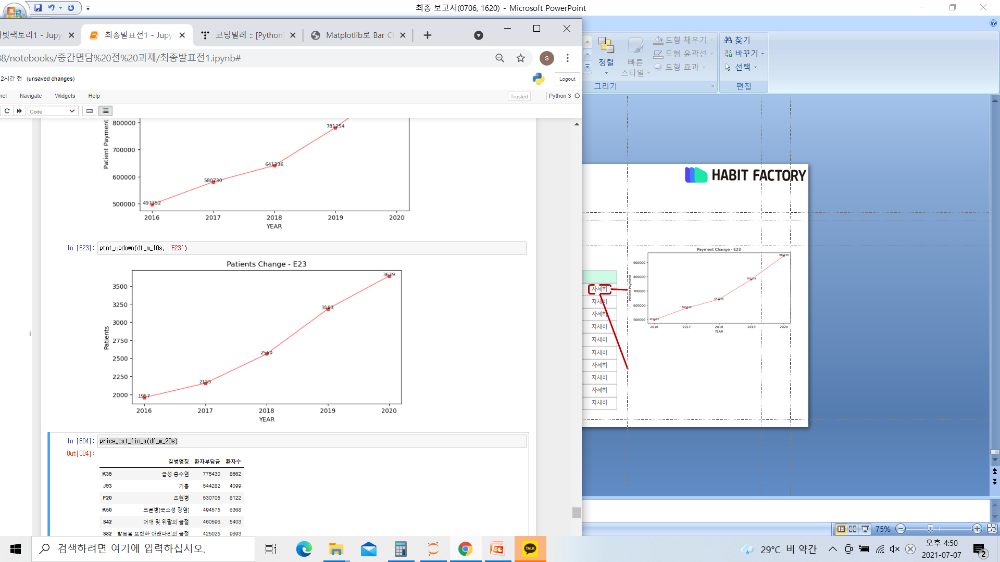 최종 보고서(0706, 1620) - Microsoft PowerPoint
빗팩토리1 - Jupy
최종발표전1 - Jupy
코딩벌레 :: [Python]
Matplotlib로 Bar C
38/notebooks/중간면담%20전%20과제/최종발표전1.ipynb#
s
2시간 전 (unsaved changes)
Logout
nel
Navigate
Widgets
Help
Trusted
Python 3
Code
정렬
빠른
스타일
도형 채우기
도형 윤곽선
도형 효과
그리기
찾기
바꾸기
선택
편집
Patient Payment
800000
700000
600000
500000
781254
641336
580730
497352
2016
2017
2018
2019
2020
YEAR
In [623]:
ptnt_updown(df_m_10s, 'E23')
Patients Change - E23
Patients
3500
3250
3000
2750
2500
2250
2000
3639
3183
2560
2155
1957
2016
2017
2018
2019
2020
YEAR
In [604]:
price_cal_fin_a(df_m_20s)
Out[604]:
질병명칭 환자부담금 환자수
K35 급성 충수염 775430 8662
J93 기흉 544282 4099
F20 조현병 530705 8122
K50 크론병[국소성 장염] 494575 6368
S42 어깨 및 위팔의 골절 460596 5403
S82 발목을 포함한 아래다리의 골절 425025 9693
HABIT FACTORY
자세히
자세히
자세히
자세히
자세히
자세히
자세히
자세히
자세히
자세히
Payment Change - E23
Patient Payment
900000
800000
700000
600000
500000
946190
781254
641336
580730
497352
2016
2017
2018
2019
2020
YEAR
75%
검색하려면 여기에 입력하십시오.
TALK
29°C 비 약간
오후 4:50
2021-07-07
2